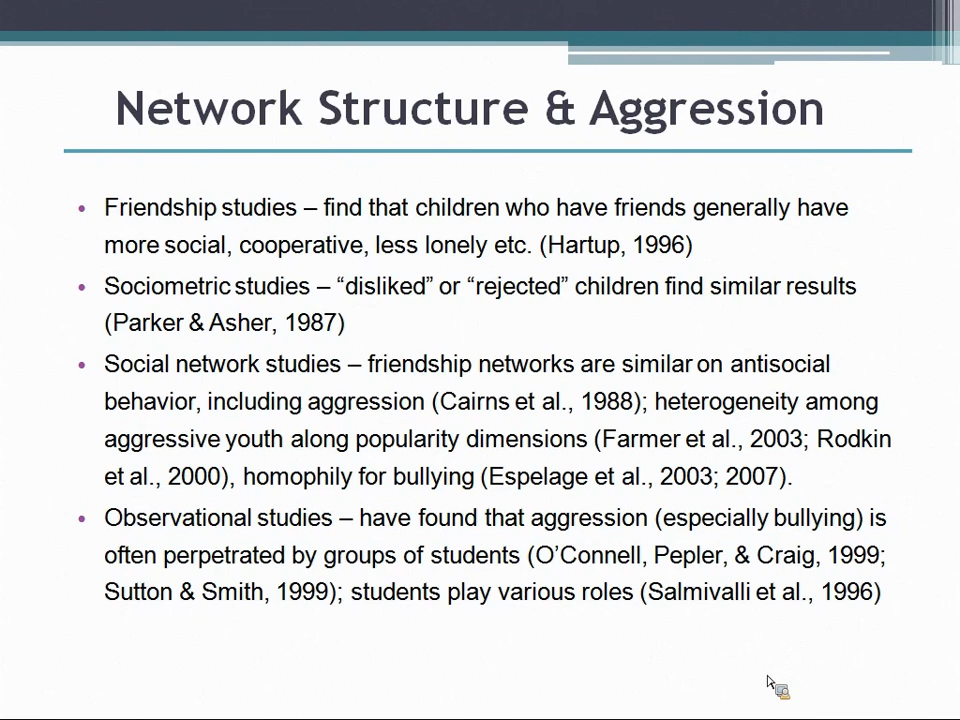 Network Structure & Aggression
• Friendship studies – find that children who have friends generally have
more social, cooperative, less lonely etc. (Hartup, 1996)
• Sociometric studies – “disliked” or “rejected” children find similar results
(Parker & Asher, 1987)
• Social network studies – friendship networks are similar on antisocial
behavior, including aggression (Cairns et al., 1988); heterogeneity among
aggressive youth along popularity dimensions (Farmer et al., 2003; Rodkin
et al., 2000), homophily for bullying (Espelage et al., 2003; 2007).
• Observational studies – have found that aggression (especially bullying) is
often perpetrated by groups of students (O’Connell, Pepler, & Craig, 1999;
Sutton & Smith, 1999); students play various roles (Salmivalli et al., 1996)